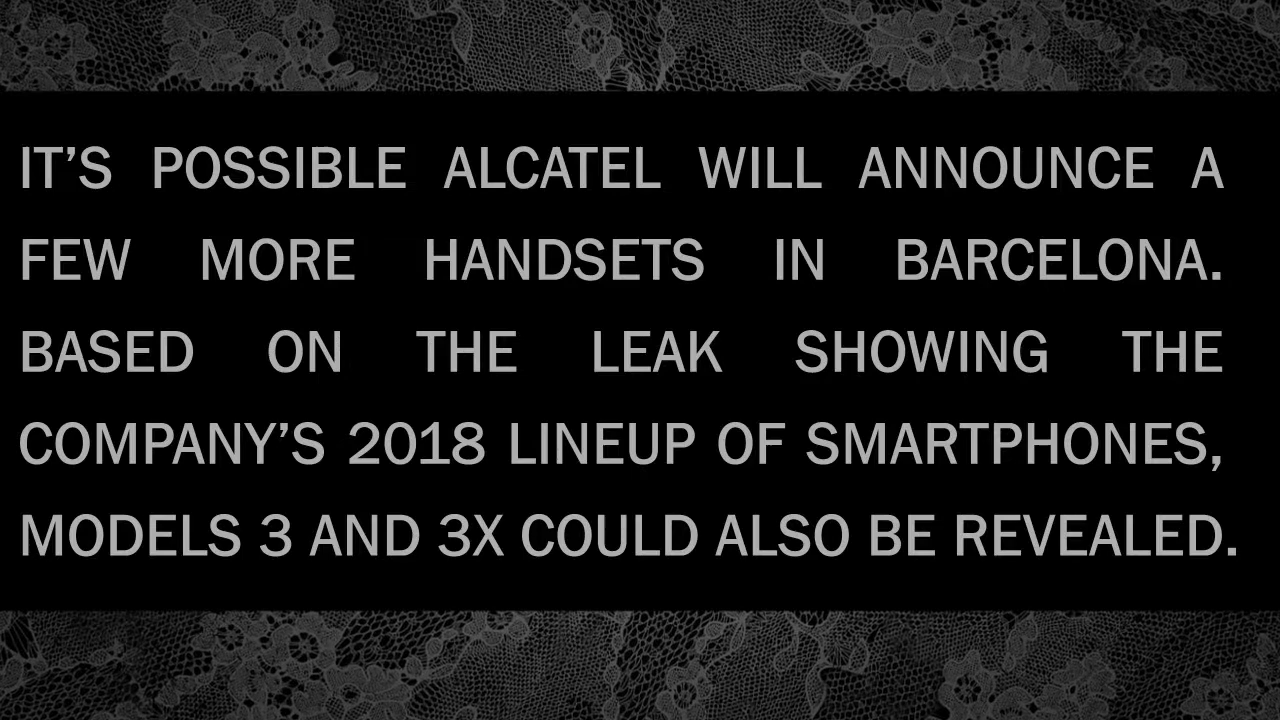 IT’S POSSIBLE ALCATEL WILL ANNOUNCE A
FEW MORE HANDSETS IN BARCELONA.
BASED ON THE LEAK SHOWING THE
COMPANY’S 2018 LINEUP OF SMARTPHONES,
MODELS 3 AND 3X COULD ALSO BE REVEALED.